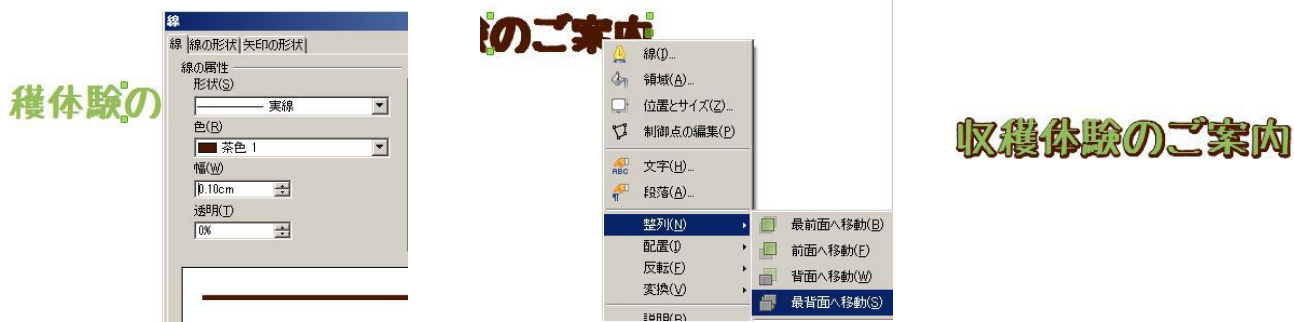 線
線 線の形状 矢印の形状
線の属性
形状(S)
実線
色(R)
茶色 1
幅(W)
0.10cm
透明(T)
0%
穫体験の
のご案内
線(I)...
領域(A)...
位置とサイズ(Z)...
制御点の編集(P)
文字(H)...
段落(A)...
整列(N)
配置(I)
反転(F)
変換(V)
説明(R)
最前面へ移動(B)
前面へ移動(F)
背面へ移動(W)
最背面へ移動(S)
収穫体験のご案内